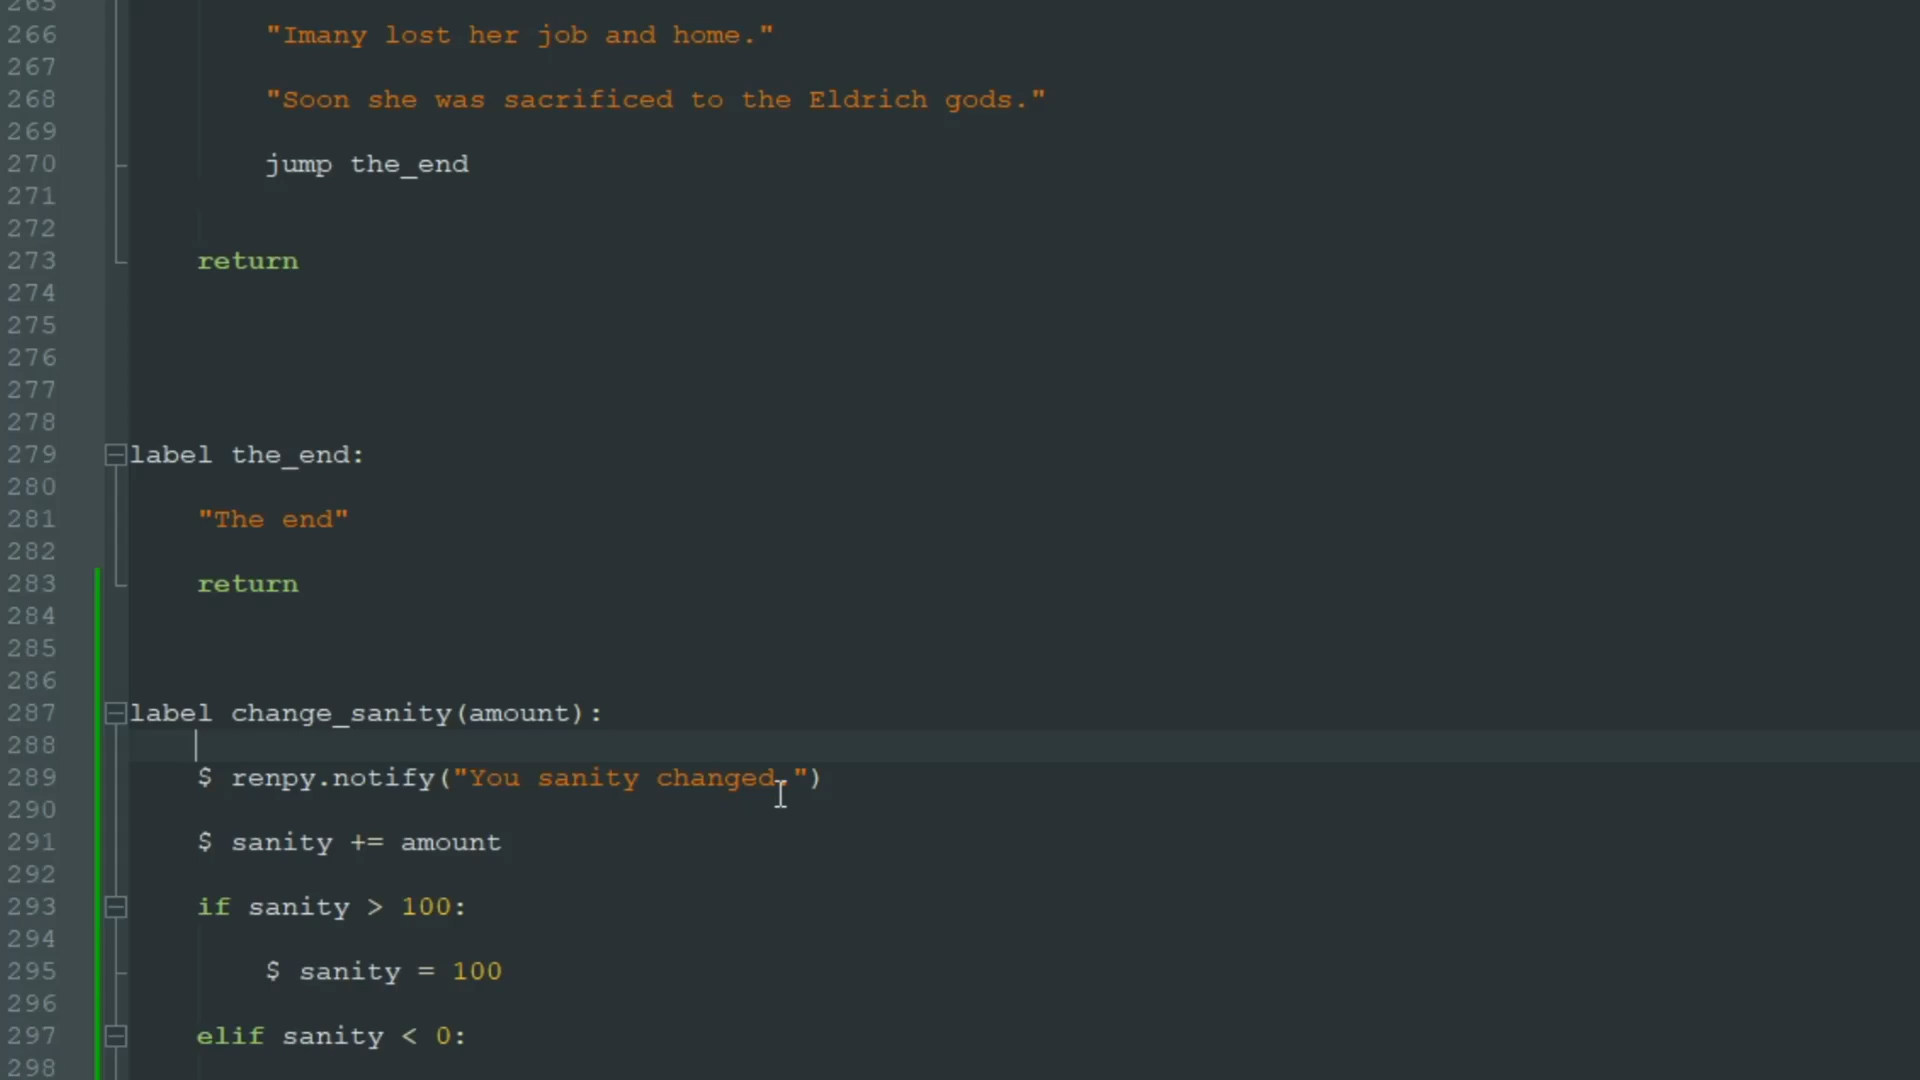 265
266 "Imany lost her job and home."
267
268 "Soon she was sacrificed to the Eldrich gods."
269
270 jump the_end
271
272
273 return
274
275
276
277
278
279 label the_end:
280
281 "The end"
282
283 return
284
285
286
287 label change_sanity(amount):
288
289 $ renpy.notify("You sanity changed.")
290
291 $ sanity += amount
292
293 if sanity > 100:
294
295 $ sanity = 100
296
297 elif sanity < 0:
298